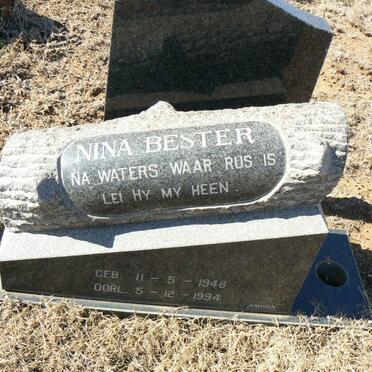 NINA BESTER
NA WATERS WAAR RUS IS
LEI HY MY HEEN
GEB 11 - 5 - 1948
OORL. 5 - 12 - 1994